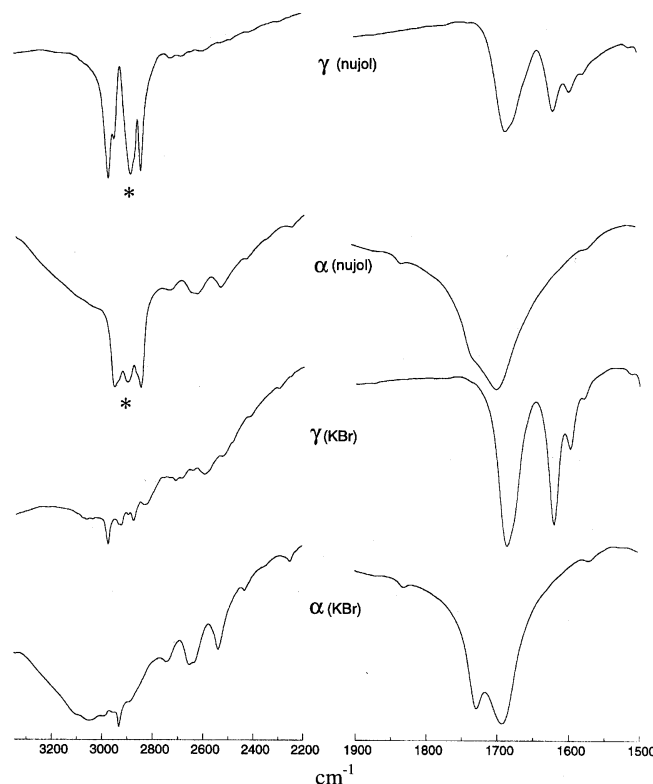 γ (nujol)
*
α (nujol)
*
γ (KBr)
α (KBr)
3200 3000 2800 2600 2400 2200
1900 1800 1700 1600 1500
cm-1